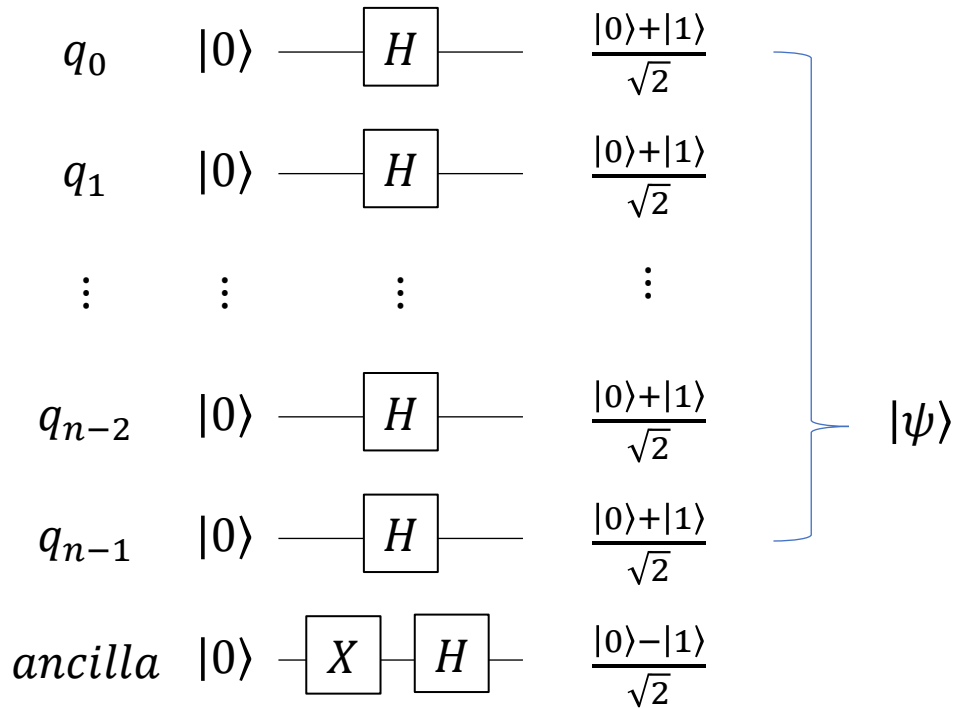 q₀ |0⟩ H (|0⟩+|1⟩)/√2
q₁ |0⟩ H (|0⟩+|1⟩)/√2
⋮ ⋮ ⋮ ⋮
qₙ₋₂ |0⟩ H (|0⟩+|1⟩)/√2
|ψ⟩
qₙ₋₁ |0⟩ H (|0⟩+|1⟩)/√2
ancilla |0⟩ X H (|0⟩−|1⟩)/√2